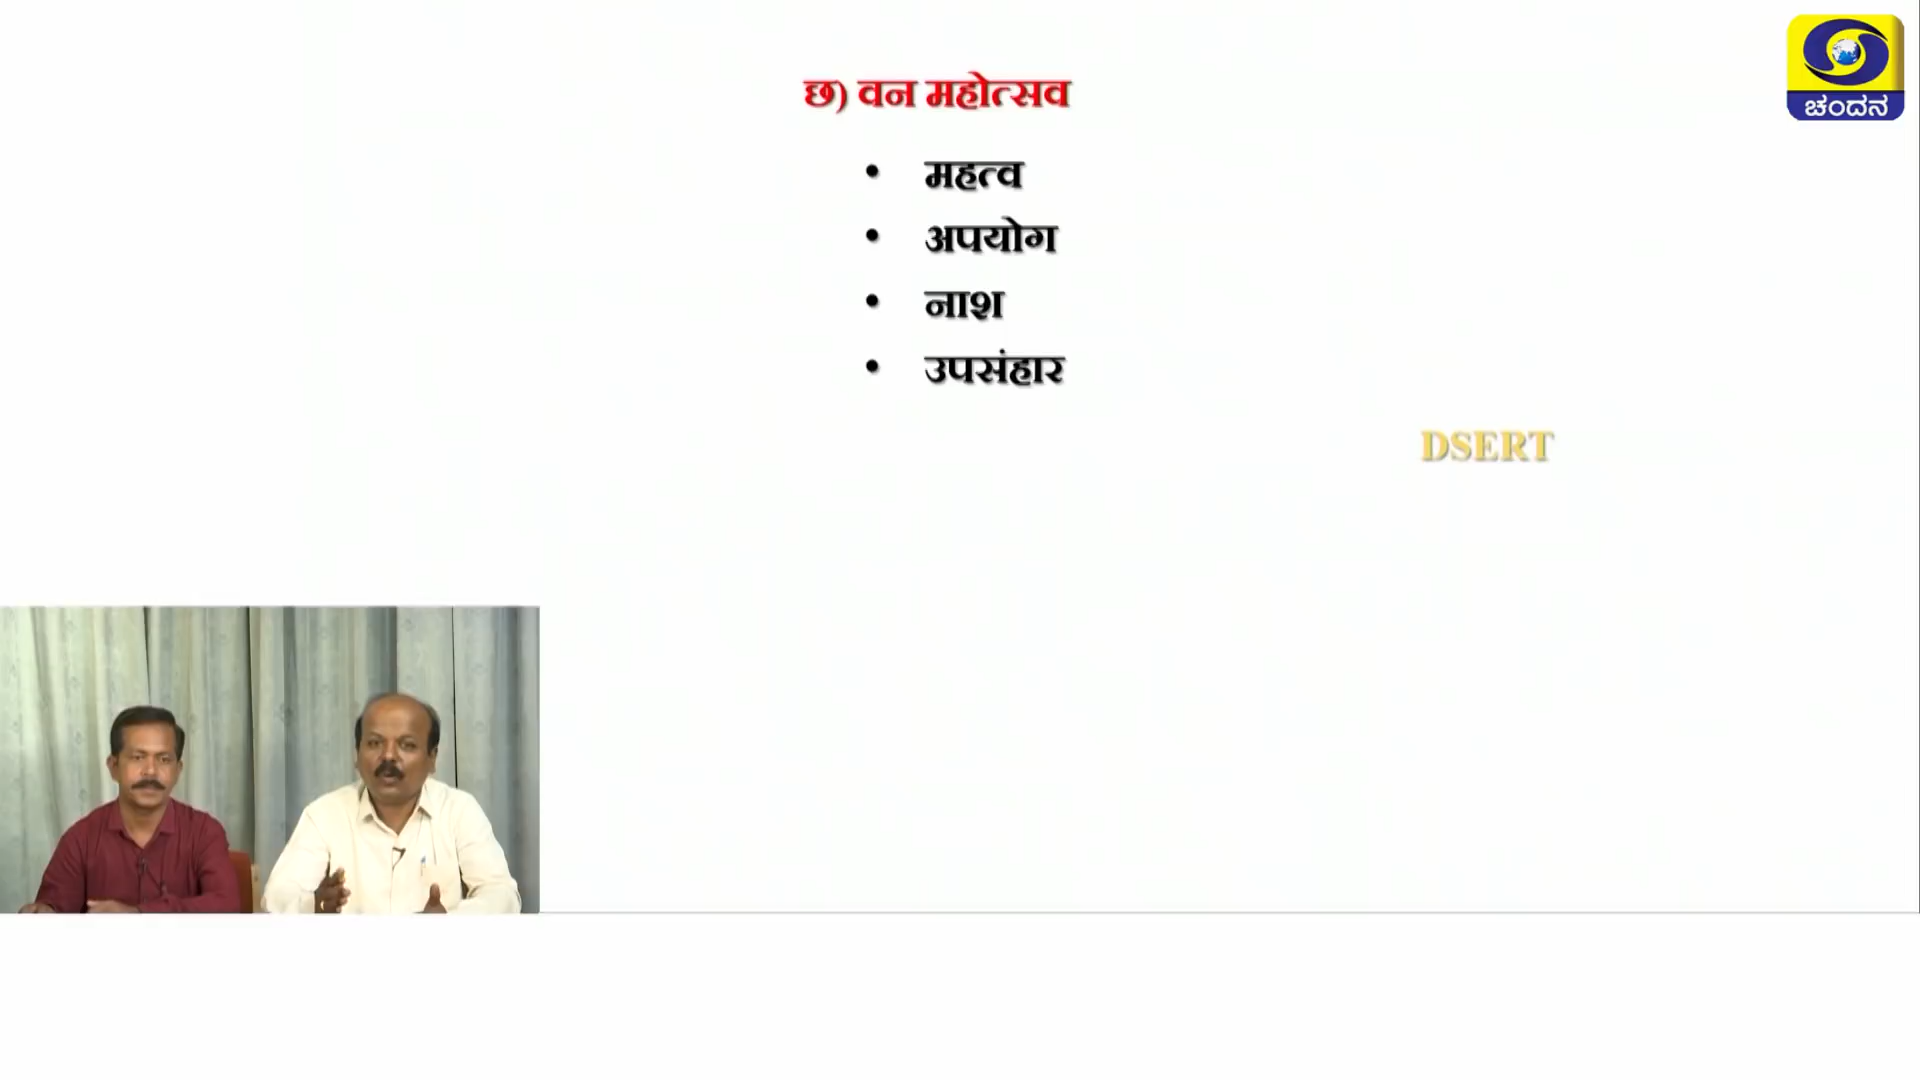 छ) वन महोत्सव
ಚಂದನ
• महत्व
• अपयोग
• नाश
• उपसंहार
DSERT